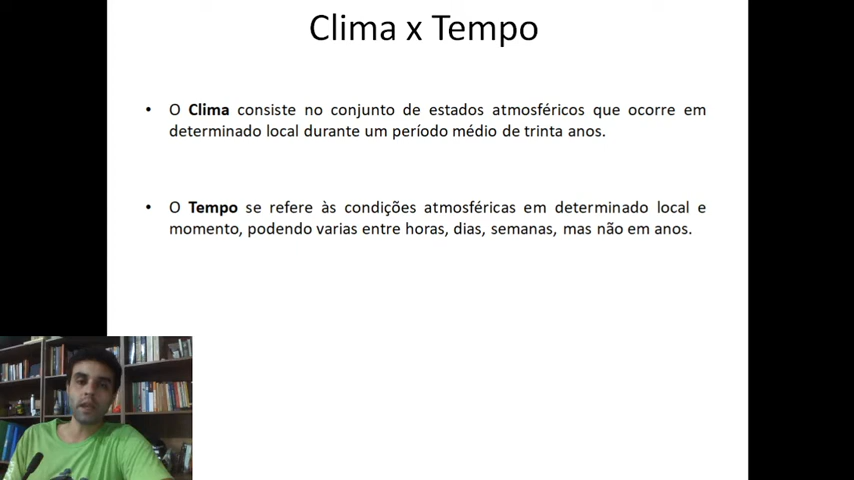 Clima x Tempo
• O Clima consiste no conjunto de estados atmosféricos que ocorre em
determinado local durante um período médio de trinta anos.
• O Tempo se refere às condições atmosféricas em determinado local e
momento, podendo varias entre horas, dias, semanas, mas não em anos.